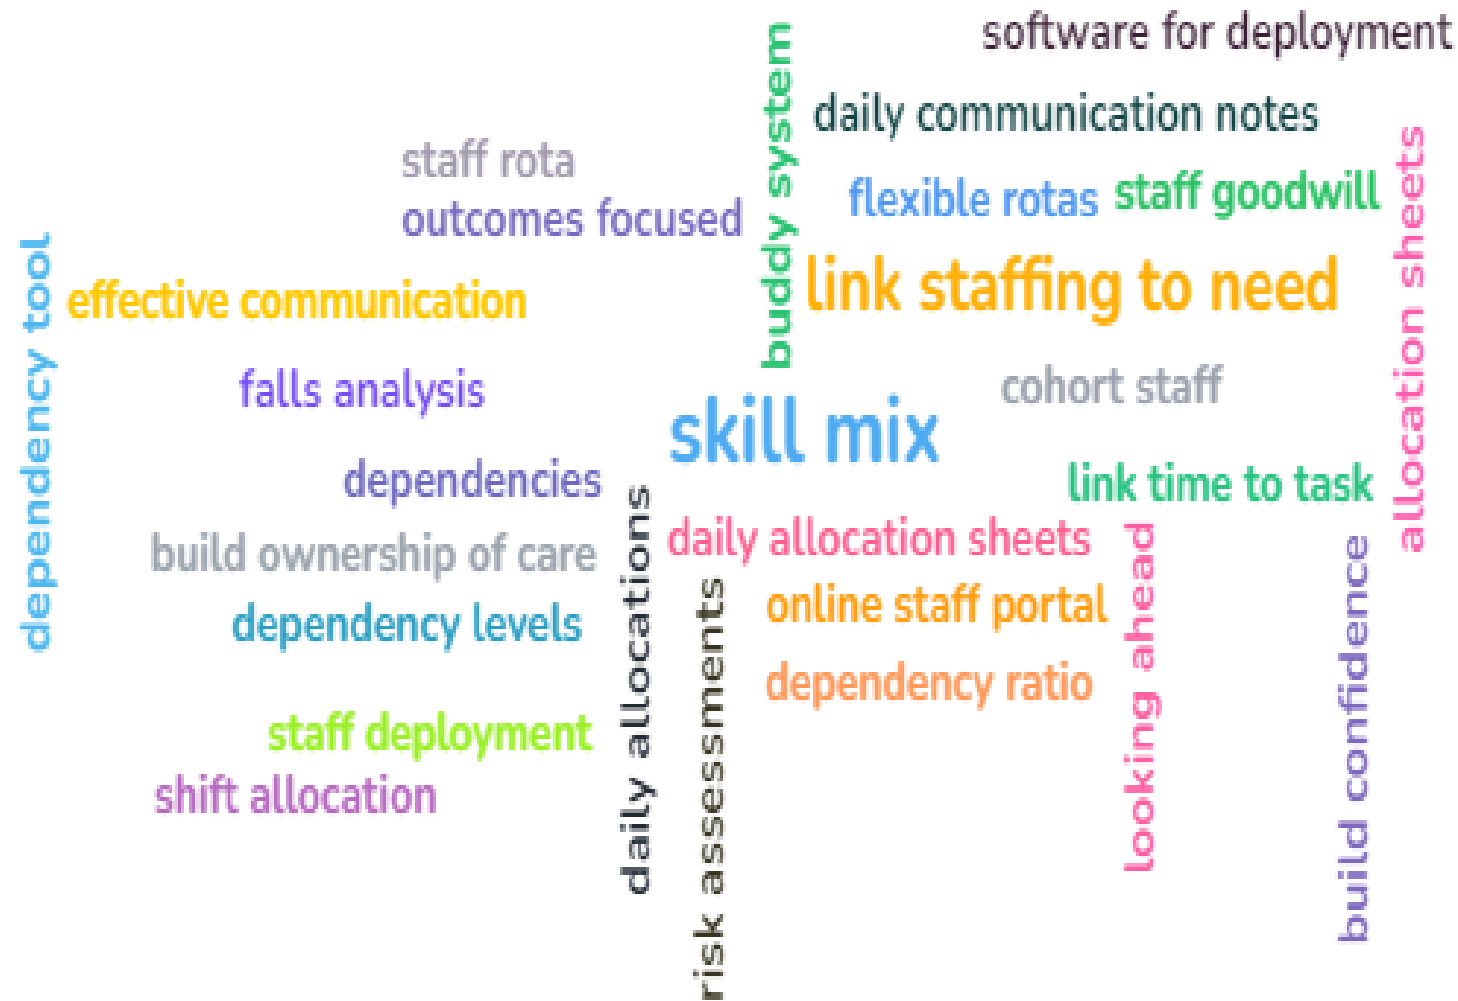 software for deployment
buddy system
daily communication notes
staff rota
allocation sheets
flexible rotas
staff goodwill
outcomes focused
dependency tool
link staffing to need
effective communication
falls analysis
cohort staff
skill mix
dependencies
link time to task
daily allocations
daily allocation sheets
looking ahead
build confidence
build ownership of care
risk assessments
online staff portal
dependency levels
dependency ratio
staff deployment
shift allocation